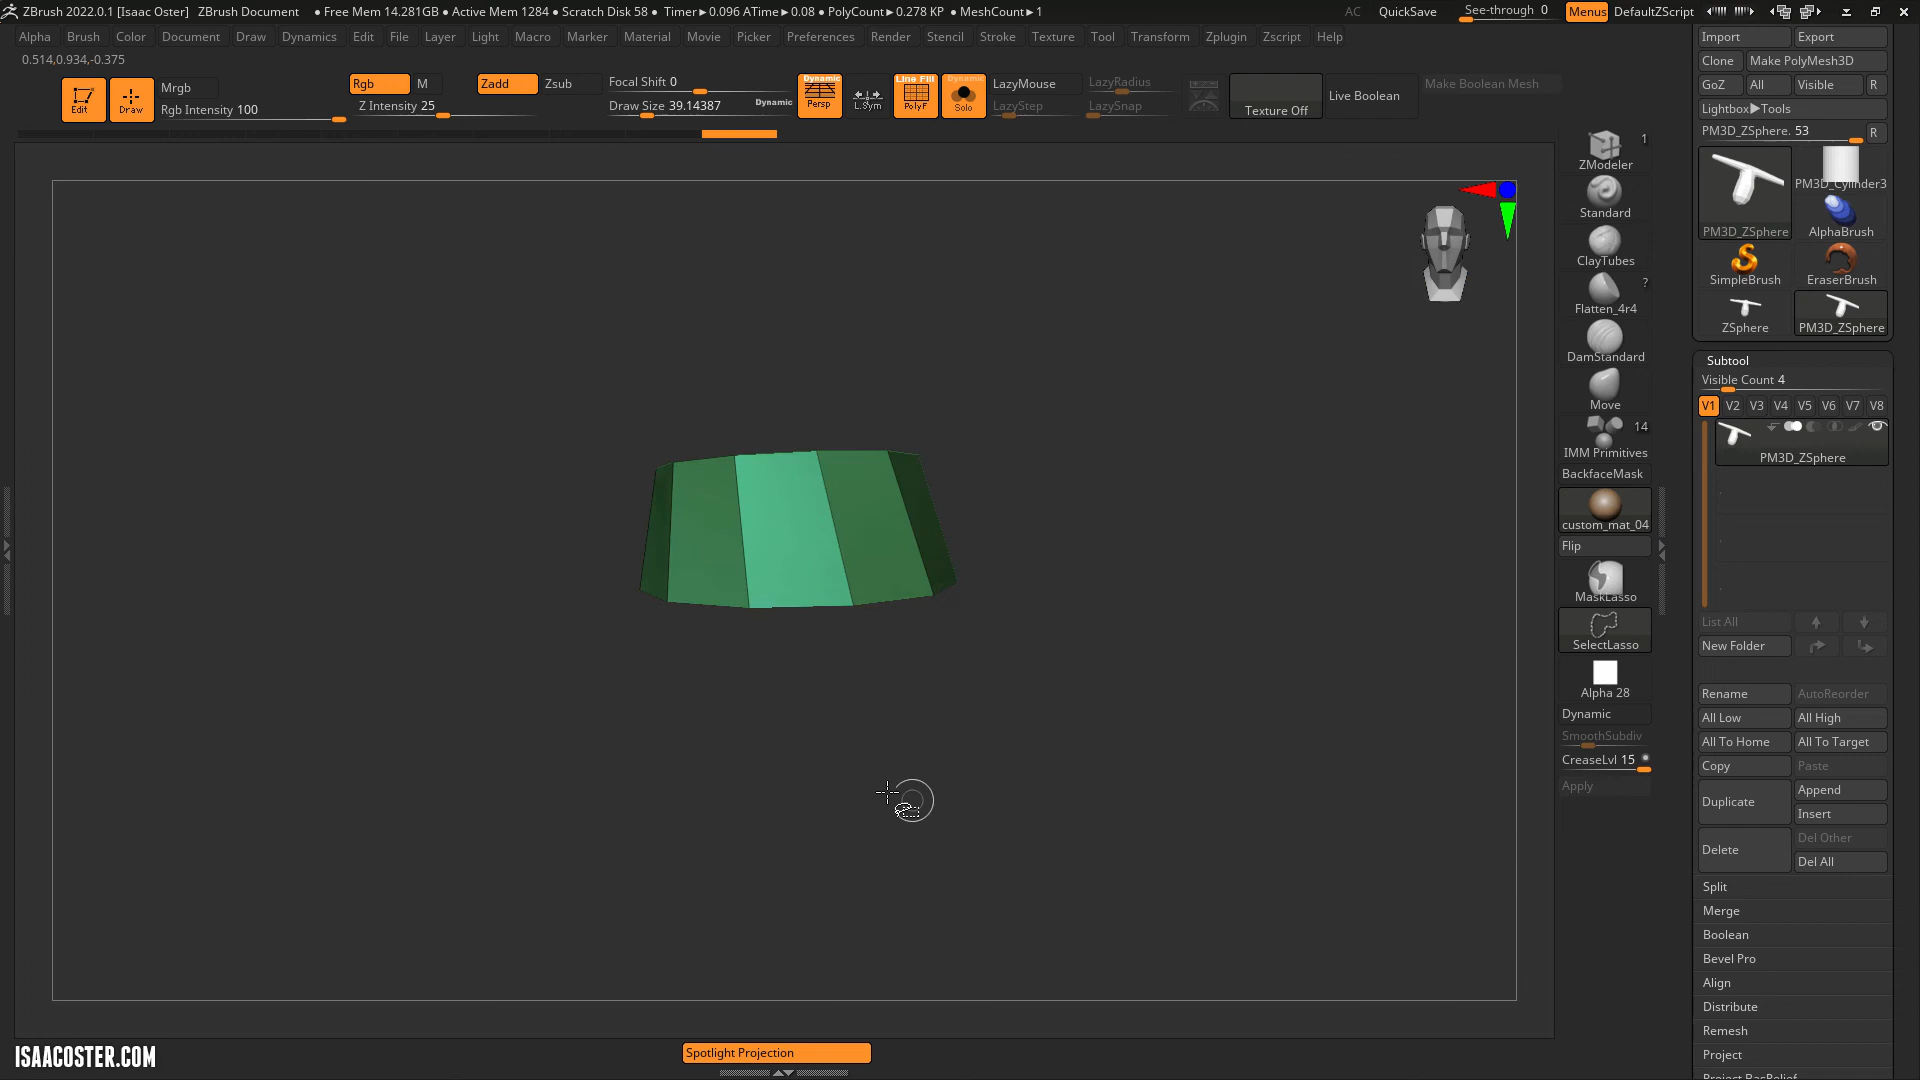 ZBrush 2022.0.1 [Isaac Oster] ZBrush Document • Free Mem 14.281GB • Active Mem 1284 • Scratch Disk 58 • Timer►0.096 ATime►0.08 • PolyCount►0.278 KP • MeshCount►1 AC QuickSave See-through 0 Menus DefaultZScript
Alpha Brush Color Document Draw Dynamics Edit File Layer Light Macro Marker Material Movie Picker Preferences Render Stencil Stroke Texture Tool Transform Zplugin Zscript Help
0.514,0.934,-0.375
Edit
Draw
Mrgb
Rgb Intensity 100
Rgb M
Z Intensity 25
Zadd Zsub
Focal Shift 0
Draw Size 39.14387 Dynamic
Dynamic
Persp
L.Sym
Line Fill
PolyF
Dynamic
Solo
LazyMouse LazyRadius
LazyStep LazySnap
Texture Off
Live Boolean
Make Boolean Mesh
1
ZModeler
Standard
ClayTubes
?
Flatten_4r4
DamStandard
Move
14
IMM Primitives
BackfaceMask
custom_mat_04
Flip
MaskLasso
SelectLasso
Alpha 28
Dynamic
SmoothSubdiv
CreaseLvl 15
Apply
Import Export
Clone Make PolyMesh3D
GoZ All Visible R
Lightbox►Tools
PM3D_ZSphere. 53 R
PM3D_Cylinder3
PM3D_ZSphere AlphaBrush
SimpleBrush EraserBrush
ZSphere PM3D_ZSphere
Subtool
Visible Count 4
V1 V2 V3 V4 V5 V6 V7 V8
PM3D_ZSphere
List All
New Folder
Rename AutoReorder
All Low All High
All To Home All To Target
Copy Paste
Duplicate Append
Insert
Delete Del Other
Del All
Split
Merge
Boolean
Bevel Pro
Align
Distribute
Remesh
Project
Project BasRelief
Spotlight Projection
ISAACOSTER.COM